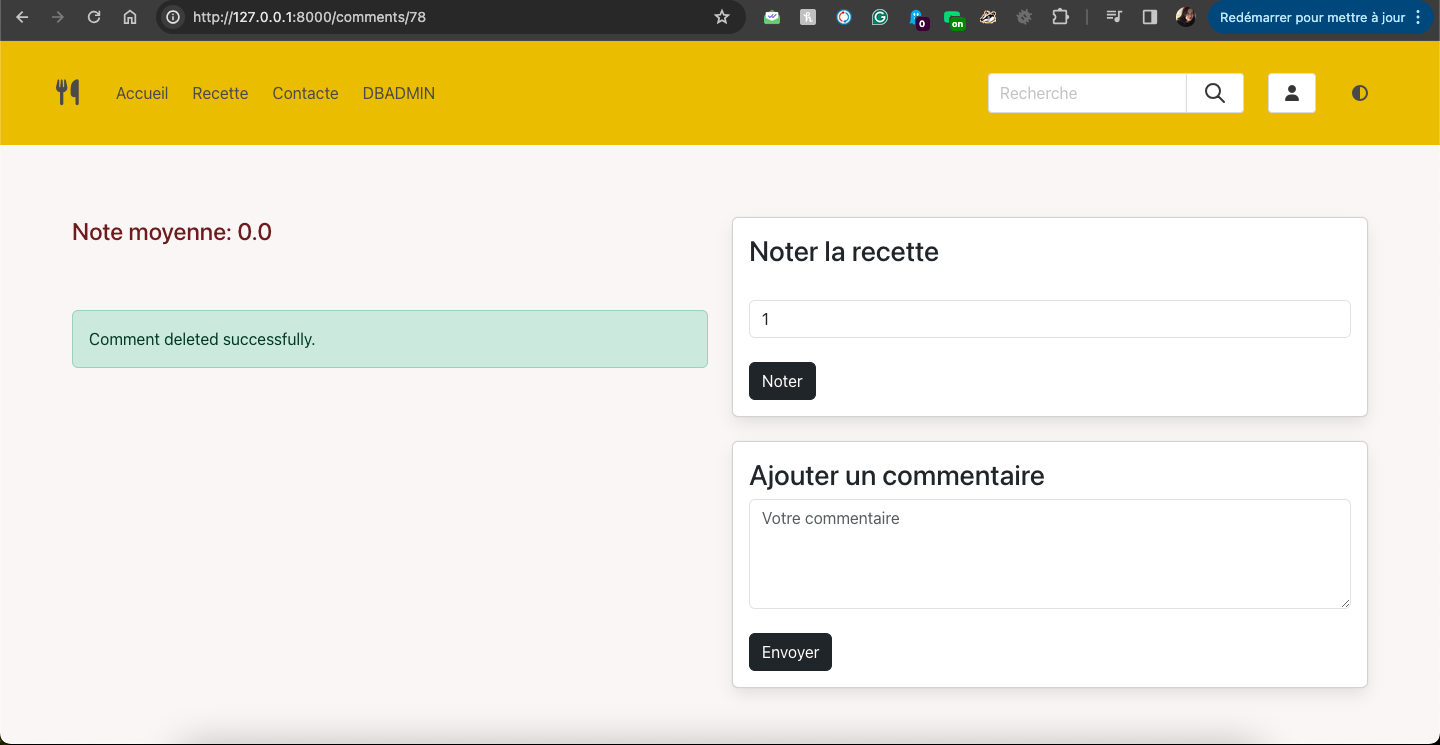 http://127.0.0.1:8000/comments/78
0
on
Redémarrer pour mettre à jour
Accueil
Recette
Contacte
DBADMIN
Recherche
Note moyenne: 0.0
Comment deleted successfully.
Noter la recette
1
Noter
Ajouter un commentaire
Votre commentaire
Envoyer